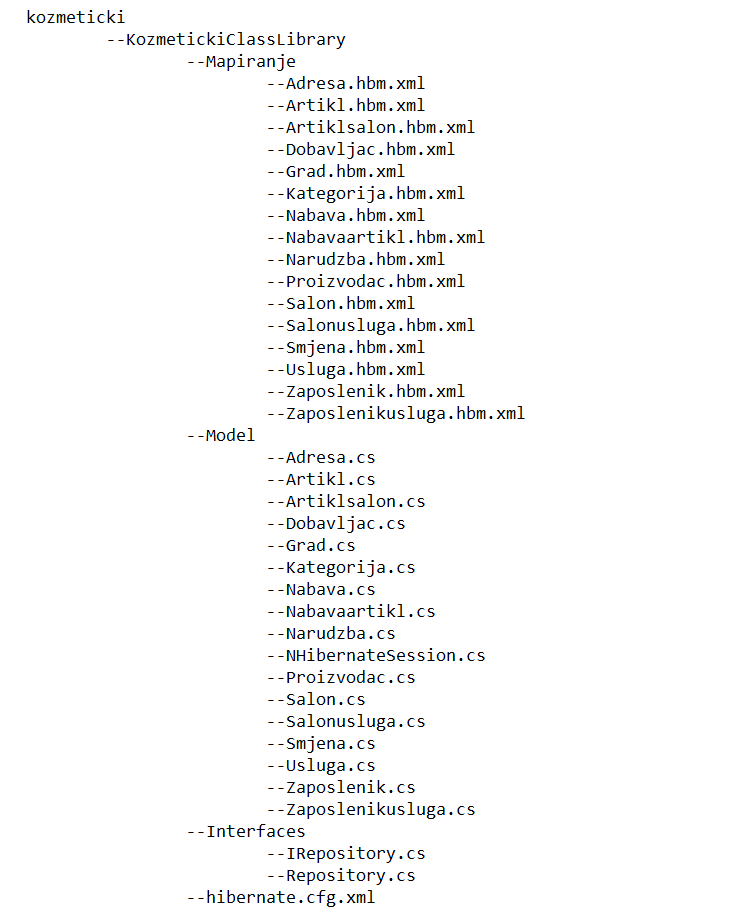 kozmeticki
--KozmetickiClassLibrary
--Mapiranje
--Adresa.hbm.xml
--Artikl.hbm.xml
--Artiklsalon.hbm.xml
--Dobavljac.hbm.xml
--Grad.hbm.xml
--Kategorija.hbm.xml
--Nabava.hbm.xml
--Nabavaartikl.hbm.xml
--Narudzba.hbm.xml
--Proizvodac.hbm.xml
--Salon.hbm.xml
--Salonusluga.hbm.xml
--Smjena.hbm.xml
--Usluga.hbm.xml
--Zaposlenik.hbm.xml
--Zaposlenikusluga.hbm.xml
--Model
--Adresa.cs
--Artikl.cs
--Artiklsalon.cs
--Dobavljac.cs
--Grad.cs
--Kategorija.cs
--Nabava.cs
--Nabavaartikl.cs
--Narudzba.cs
--NHibernateSession.cs
--Proizvodac.cs
--Salon.cs
--Salonusluga.cs
--Smjena.cs
--Usluga.cs
--Zaposlenik.cs
--Zaposlenikusluga.cs
--Interfaces
--IRepository.cs
--Repository.cs
--hibernate.cfg.xml